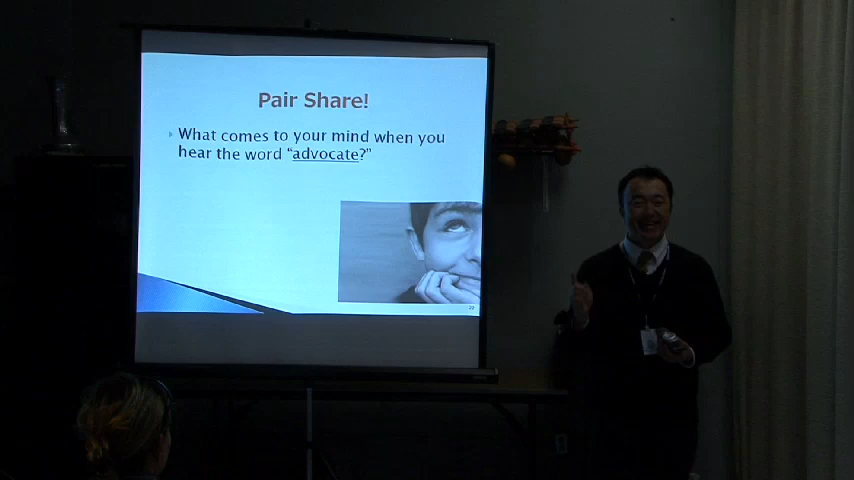 Pair Share!
What comes to your mind when you
hear the word "advocate?"